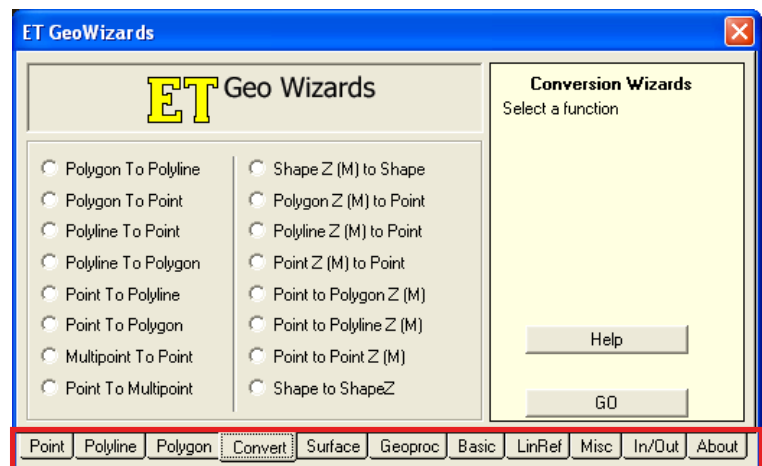 ET GeoWizards
ET Geo Wizards
Conversion Wizards
Select a function
Polygon To Polyline
Polygon To Point
Polyline To Point
Polyline To Polygon
Point To Polyline
Point To Polygon
Multipoint To Point
Point To Multipoint
Shape Z (M) to Shape
Polygon Z (M) to Point
Polyline Z (M) to Point
Point Z (M) to Point
Point to Polygon Z (M)
Point to Polyline Z (M)
Point to Point Z (M)
Shape to ShapeZ
Help
GO
Point Polyline Polygon Convert Surface Geoproc Basic LinRef Misc In/Out About